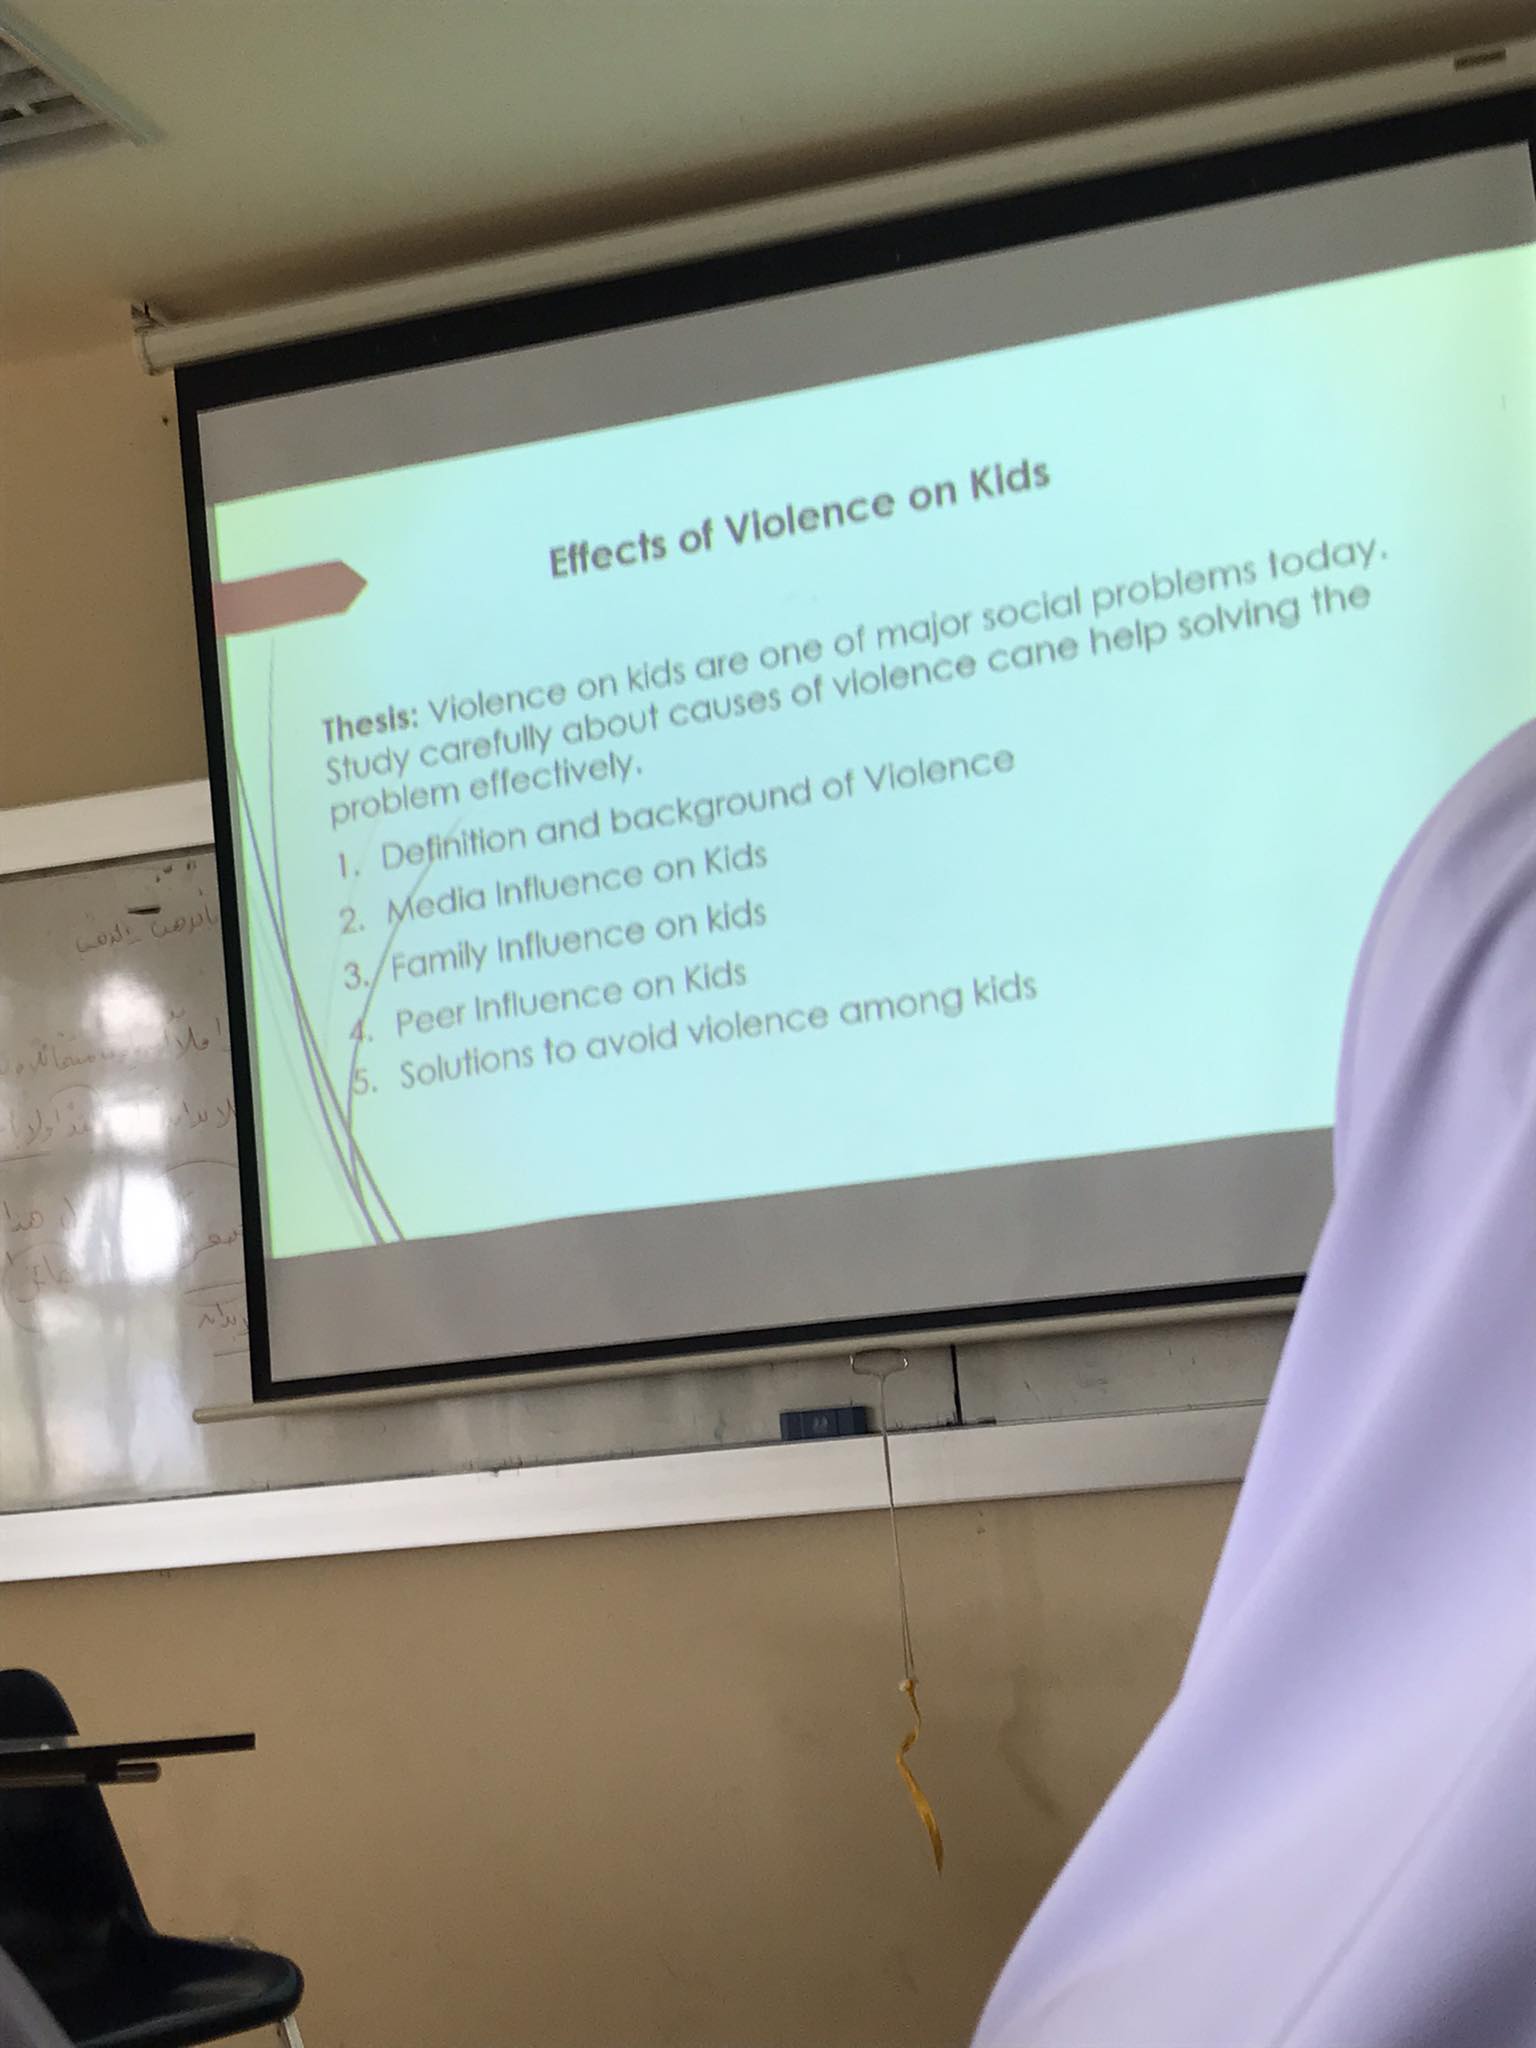 Effects of Violence on Kids
Thesis: Violence on kids are one of major social problems today.
Study carefully about causes of violence cane help solving the
problem effectively.
1. Definition and background of Violence
2. Media Influence on Kids
3. Family Influence on kids
4. Peer Influence on Kids
5. Solutions to avoid violence among kids